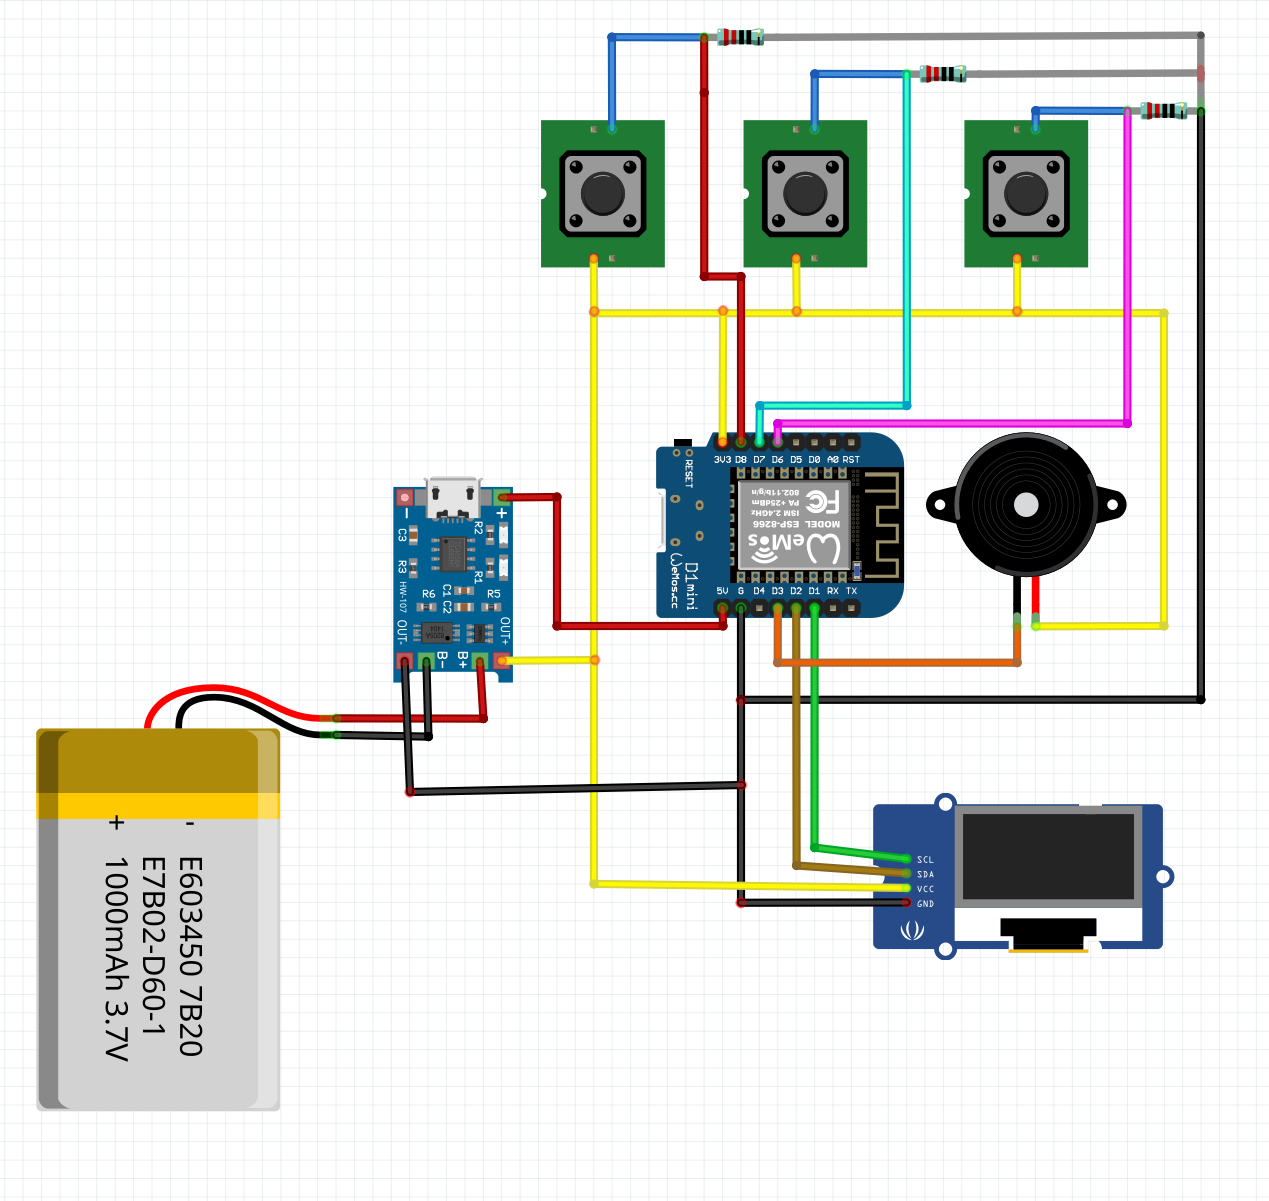 3V3 D8 D7 D6 D5 D0 A0 RST
RESET
FC
802.11b/g/n
PA +25dBm
ISM 2.4GHz
MODEL ESP-8266
WeMos
D1 mini
WeMos.cc
5V G D4 D3 D2 D1 RX TX
- +
C3
R2
R3
R1
HW-107
C1
C2
R6
R5
OUT-
OUT+
B-
B+
+ -
E603450 7B20
E7B02-D60-1
1000mAh 3.7V
SCL
SDA
VCC
GND